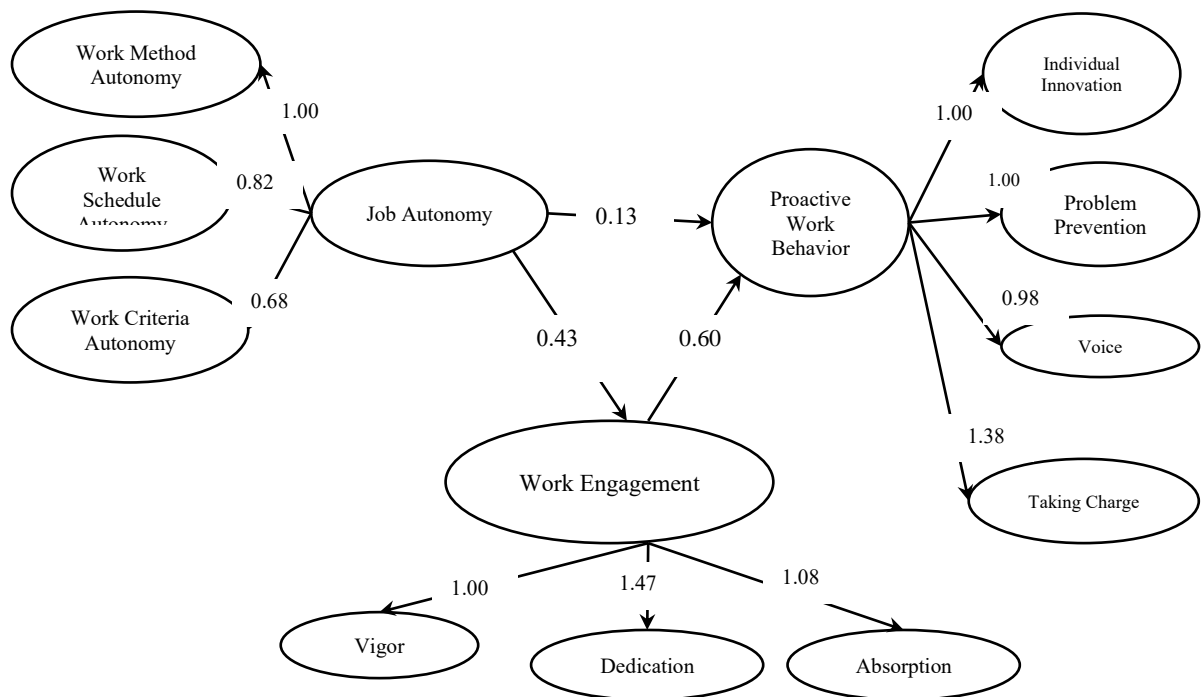 Work Method
Autonomy
1.00
Work
Schedule
Autonomy
0.82
Work Criteria
Autonomy
0.68
Job Autonomy
0.13
0.43
0.60
Proactive
Work
Behavior
1.00
Individual
Innovation
1.00
Problem
Prevention
0.98
Voice
1.38
Taking Charge
Work Engagement
1.00
1.47
1.08
Vigor
Dedication
Absorption